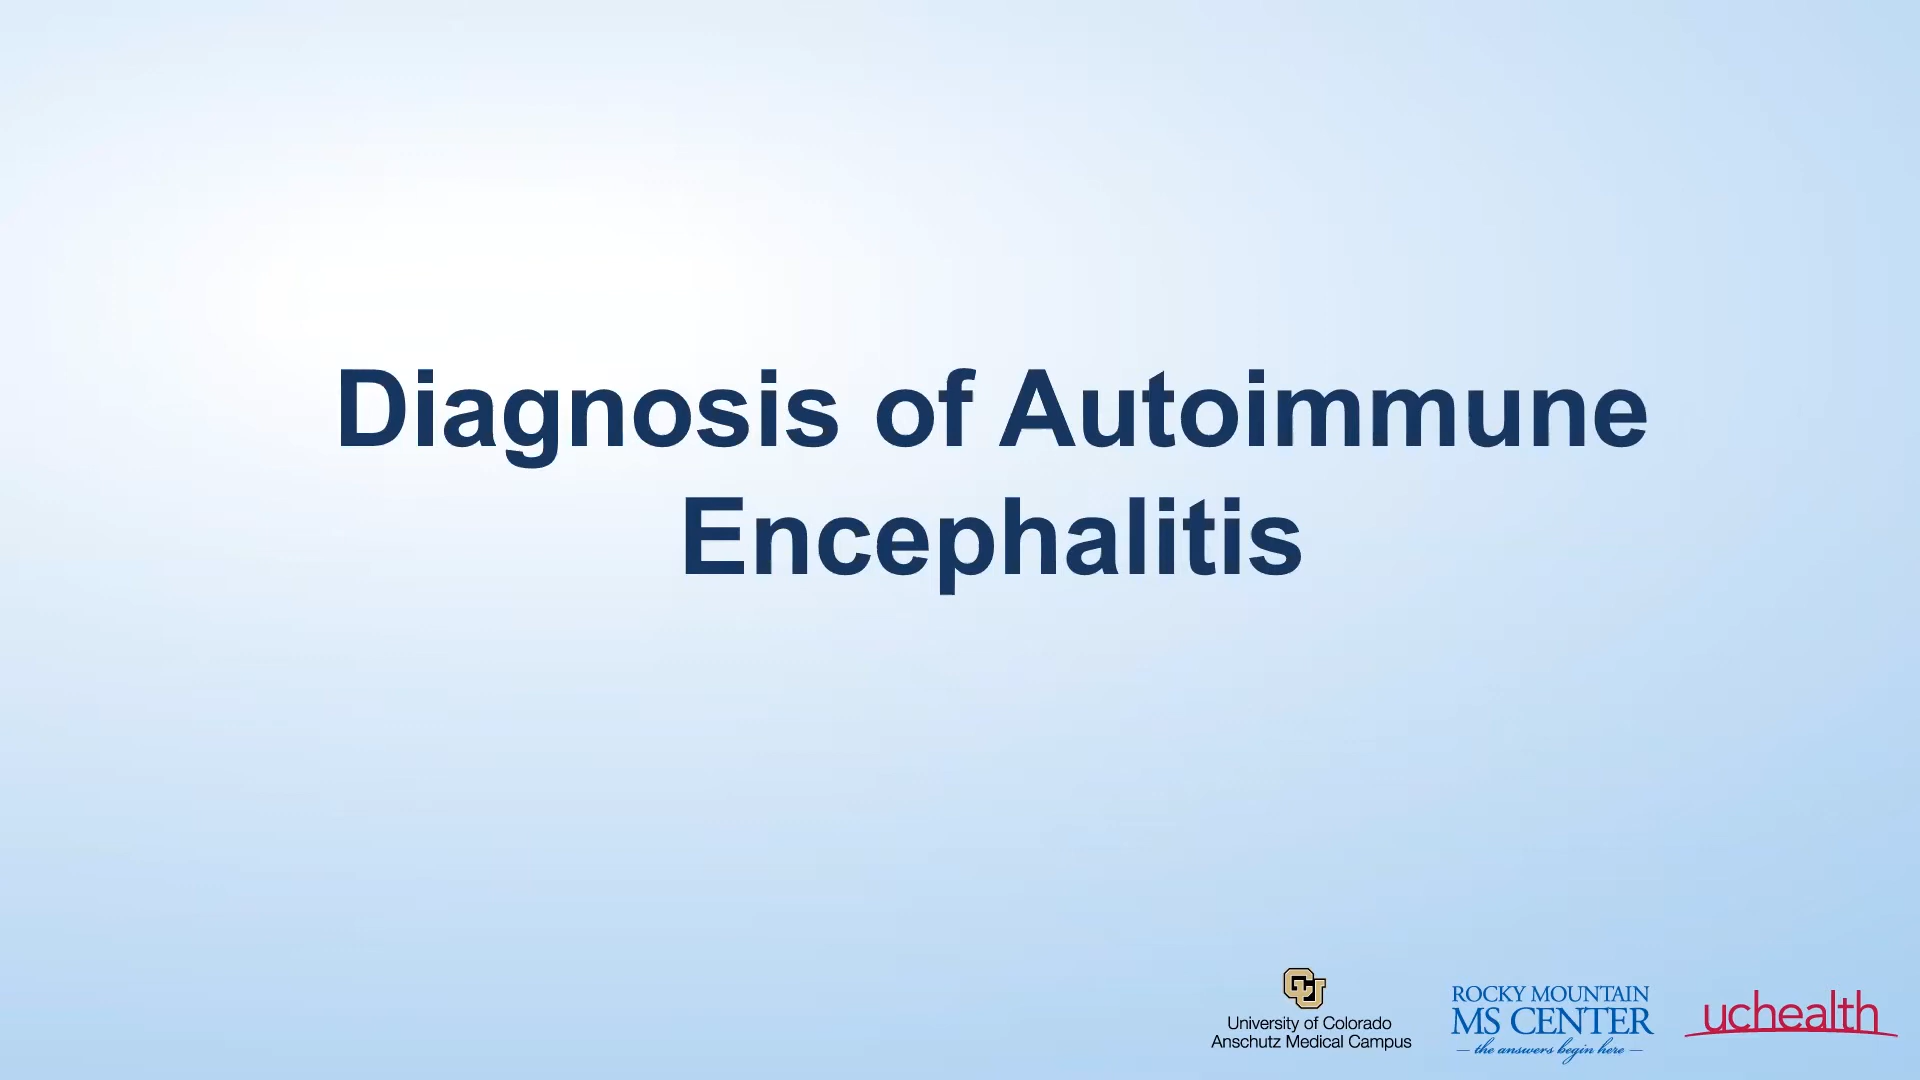 Diagnosis of Autoimmune
Encephalitis
CU
University of Colorado
Anschutz Medical Campus
ROCKY MOUNTAIN
MS CENTER
— the answers begin here —
uchealth